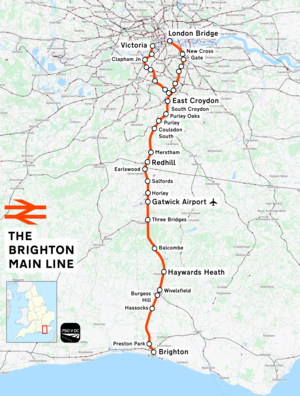 London Bridge
Victoria
New Cross
Gate
Clapham Jn
East Croydon
South Croydon
Purley Oaks
Purley
Coulsdon
South
Merstham
Redhill
Earlswood
Salfords
Horley
Gatwick Airport
Three Bridges
THE
BRIGHTON
MAIN LINE
Balcombe
Haywards Heath
Wivelsfield
Burgess
Hill
Hassocks
750 V DC
Preston Park
Brighton